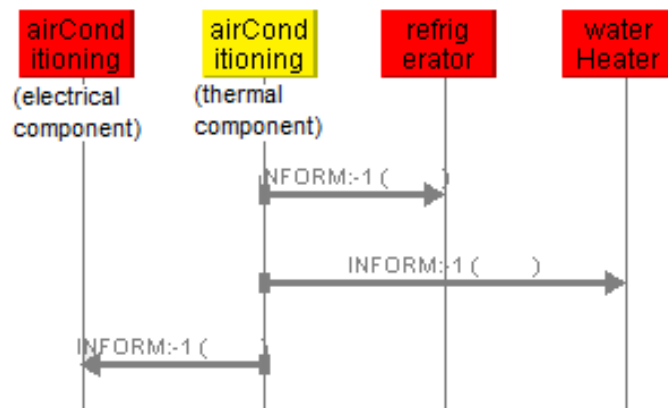 airCond
itioning
(electrical
component)
airCond
itioning
(thermal
component)
refrig
erator
water
Heater
NFORM:-1 ( )
INFORM:-1 ( )
INFORM:-1 ( )